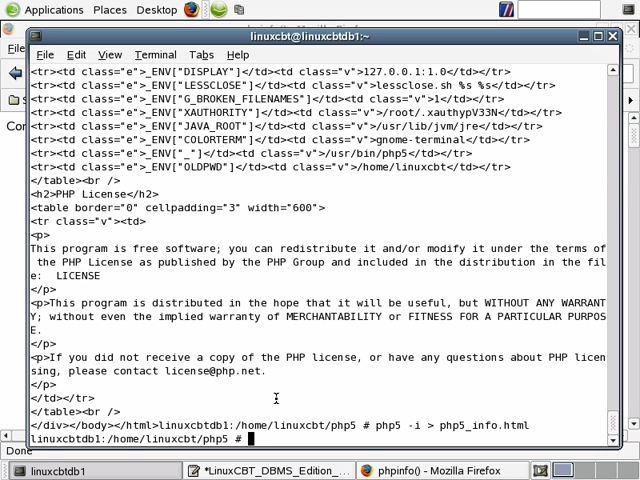 Applications Places Desktop
phpinfo() - Mozilla Firefox
linuxcbt@linuxcbtdb1:~
File
File Edit View Terminal Tabs Help
<tr><td class="e">_ENV["DISPLAY"]</td><td class="v">127.0.0.1:1.0</td></tr>
<tr><td class="e">_ENV["LESSCLOSE"]</td><td class="v">lessclose.sh %s %s</td></tr>
<tr><td class="e">_ENV["G_BROKEN_FILENAMES"]</td><td class="v">1</td></tr>
<tr><td class="e">_ENV["XAUTHORITY"]</td><td class="v">/root/.xauthypV33N</td></tr>
<tr><td class="e">_ENV["JAVA_ROOT"]</td><td class="v">/usr/lib/jvm/jre</td></tr>
<tr><td class="e">_ENV["COLORTERM"]</td><td class="v">gnome-terminal</td></tr>
<tr><td class="e">_ENV["_"]</td><td class="v">/usr/bin/php5</td></tr>
<tr><td class="e">_ENV["OLDPWD"]</td><td class="v">/home/linuxcbt</td></tr>
</table><br />
<h2>PHP License</h2>
<table border="0" cellpadding="3" width="600">
<tr class="v"><td>
<p>
This program is free software; you can redistribute it and/or modify it under the terms of
the PHP License as published by the PHP Group and included in the distribution in the fil
e:  LICENSE
</p>
<p>This program is distributed in the hope that it will be useful, but WITHOUT ANY WARRANT
Y; without even the implied warranty of MERCHANTABILITY or FITNESS FOR A PARTICULAR PURPOS
E.
</p>
<p>If you did not receive a copy of the PHP license, or have any questions about PHP licen
sing, please contact license@php.net.
</p>
</td></tr>
</table><br />
</div></body></html>linuxcbtdb1:/home/linuxcbt/php5 # php5 -i > php5_info.html
linuxcbtdb1:/home/linuxcbt/php5 #
Done
linuxcbtdb1
*LinuxCBT_DBMS_Edition_...
phpinfo() - Mozilla Firefox